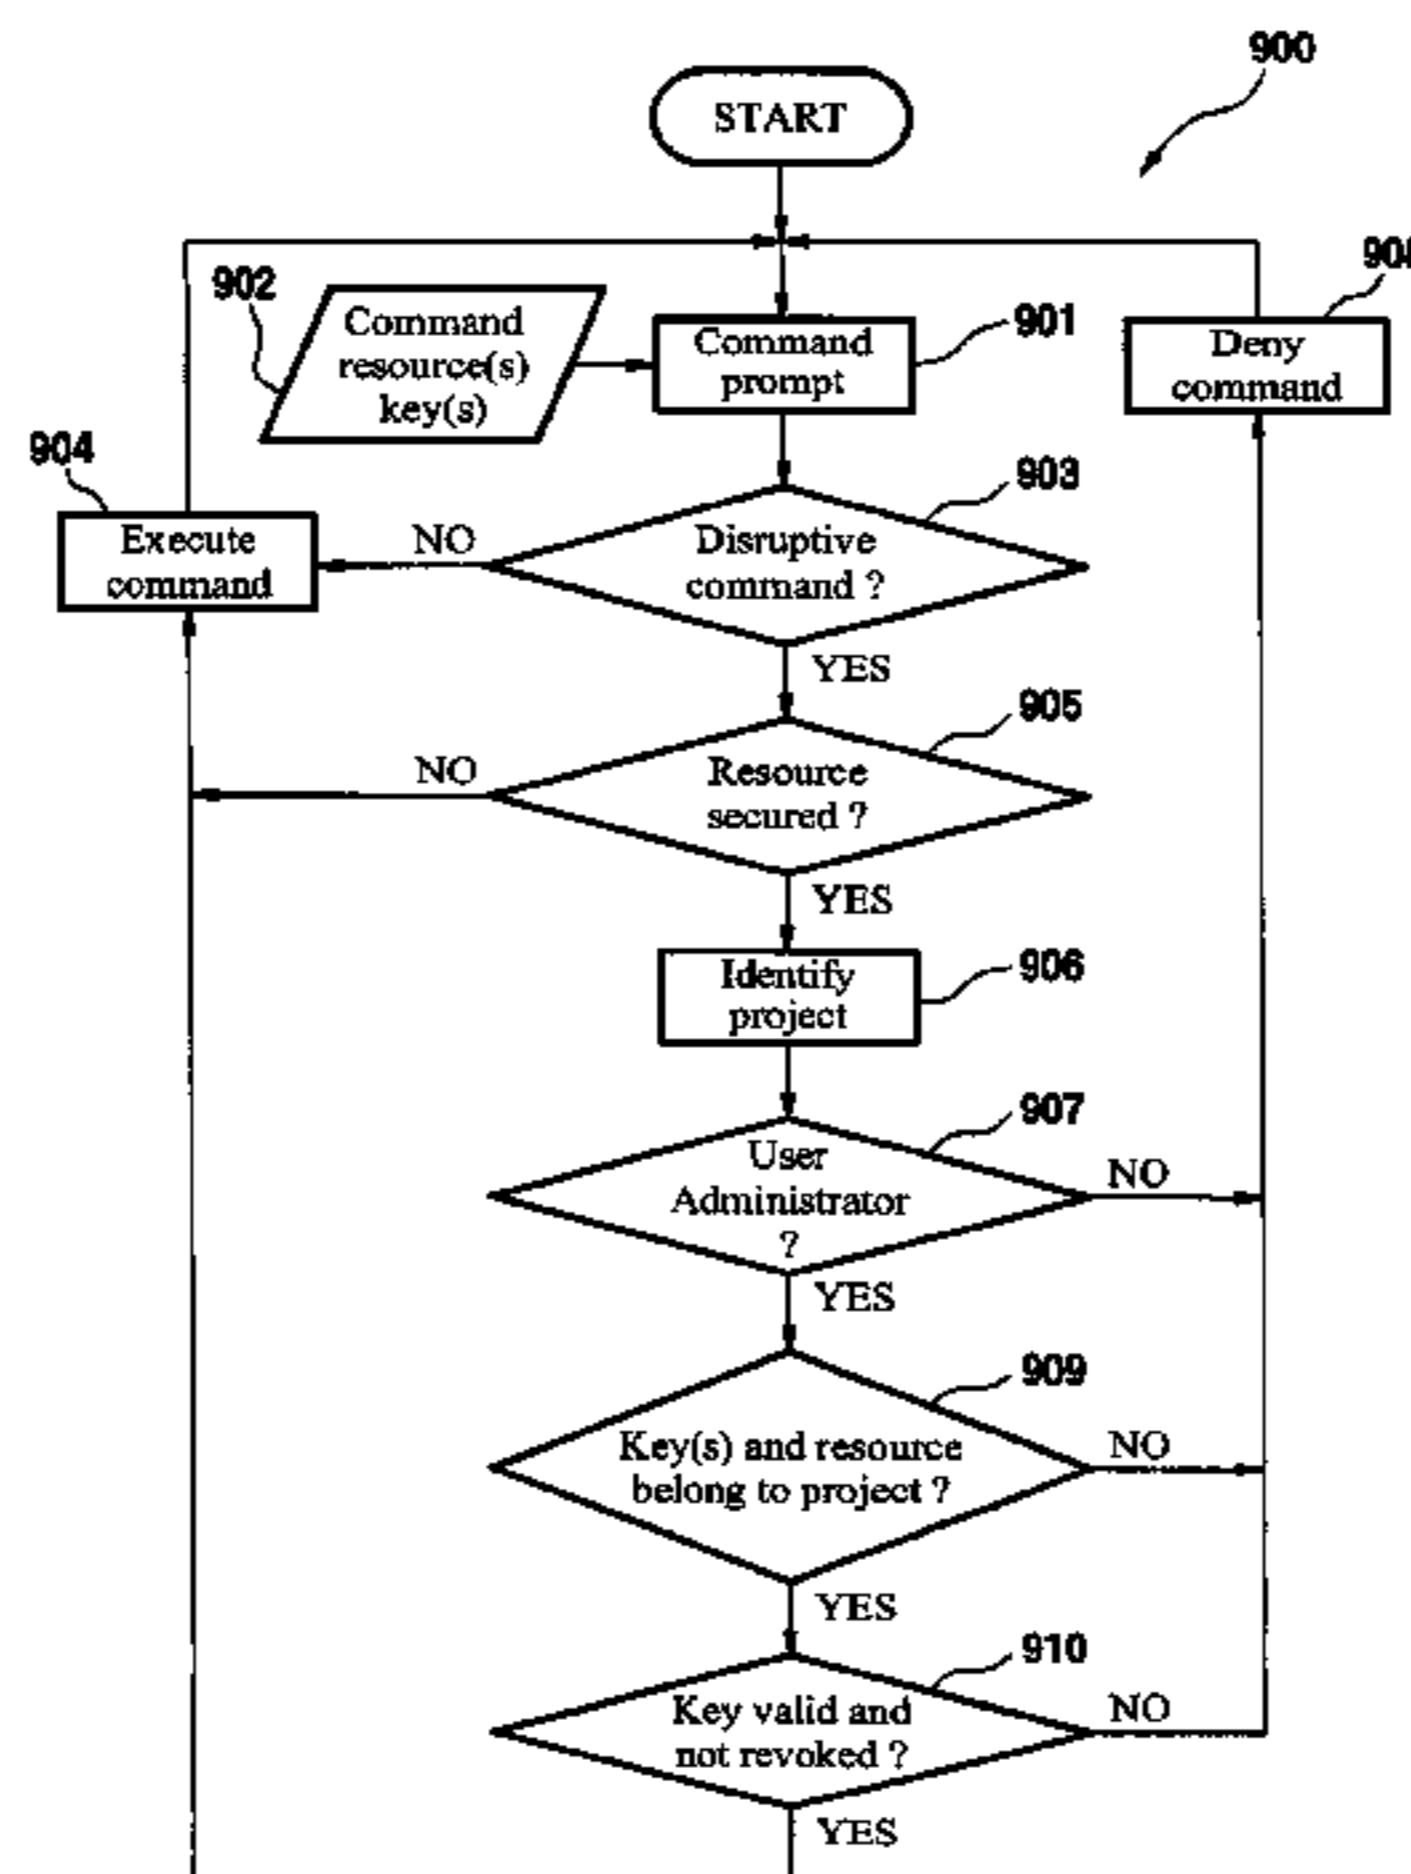 900
START
902
Command
resource(s)
key(s)
Command
prompt
901
Deny
command
904
903
Execute
command
NO
Disruptive
command ?
YES
905
NO
Resource
secured ?
YES
Identify
project
906
907
User
Administrator
?
NO
YES
909
Key(s) and resource
belong to project ?
NO
YES
910
Key valid and
not revoked ?
NO
YES